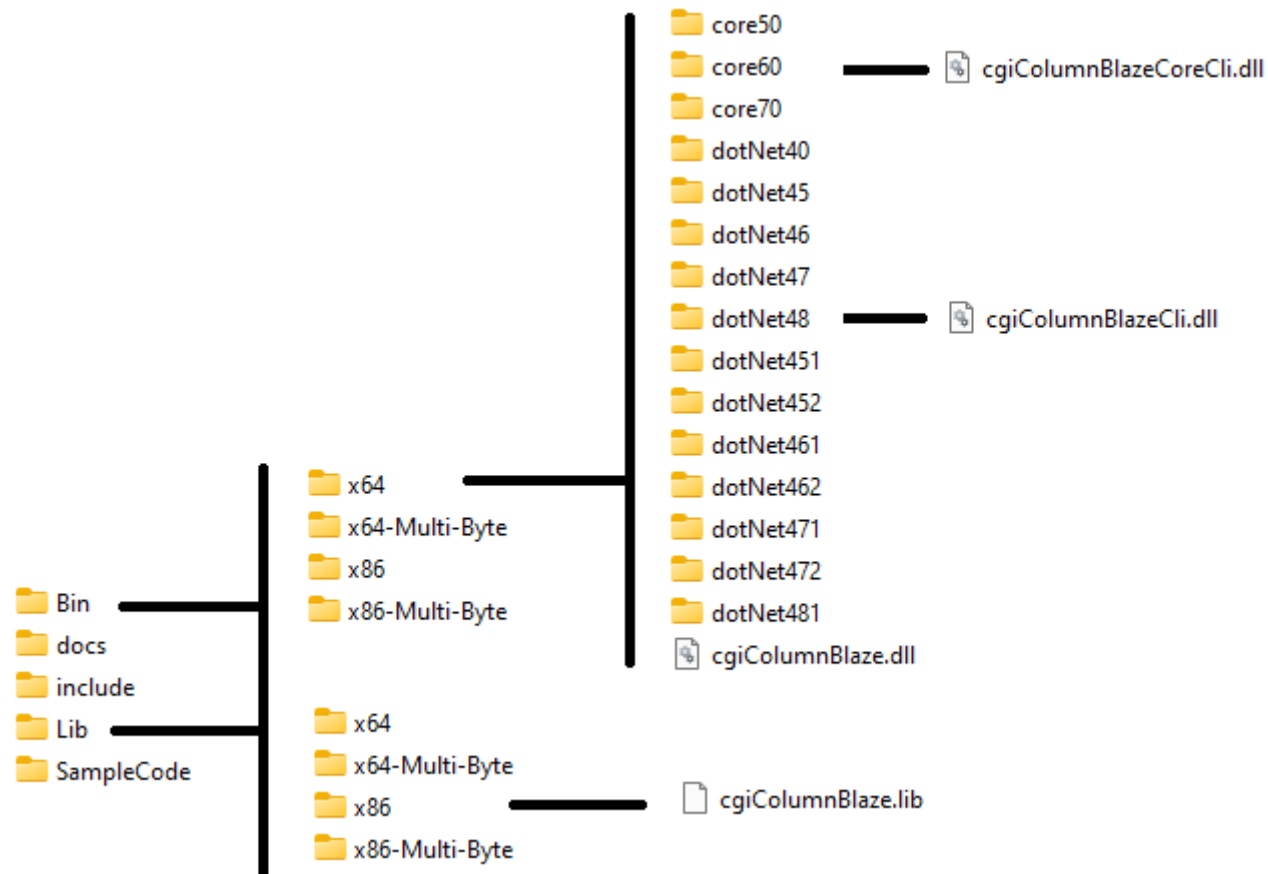 core50
core60
cgiColumnBlazeCoreCli.dll
core70
dotNet40
dotNet45
dotNet46
dotNet47
dotNet48
cgiColumnBlazeCli.dll
dotNet451
dotNet452
dotNet461
dotNet462
dotNet471
dotNet472
dotNet481
cgiColumnBlaze.dll
x64
x64-Multi-Byte
x86
x86-Multi-Byte
Bin
docs
include
Lib
SampleCode
x64
x64-Multi-Byte
x86
cgiColumnBlaze.lib
x86-Multi-Byte